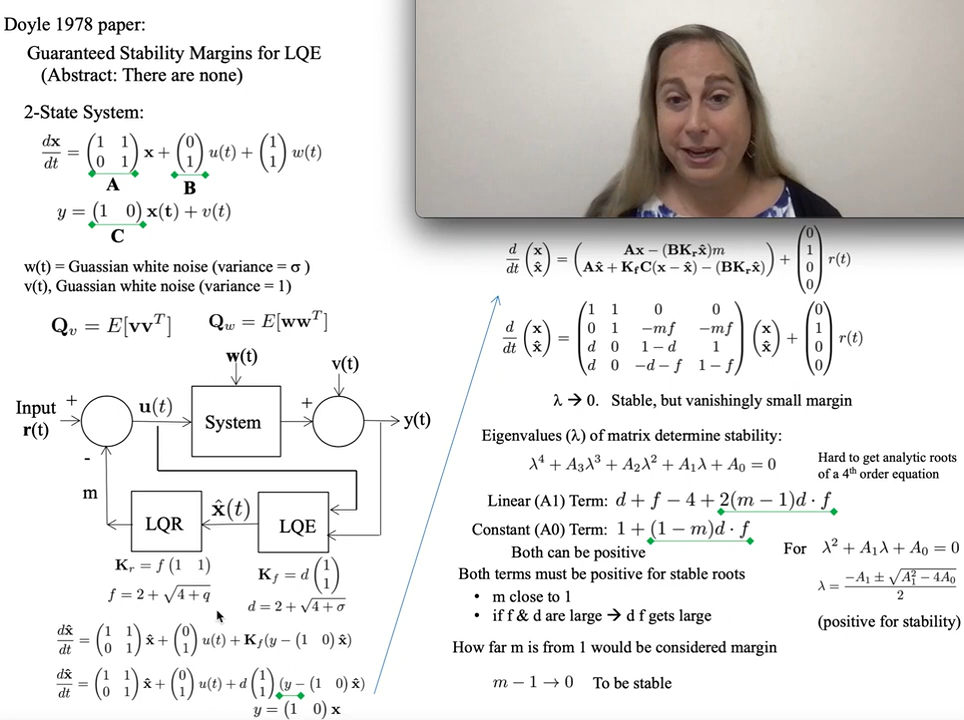 Doyle 1978 paper:
Guaranteed Stability Margins for LQE
(Abstract: There are none)
2-State System:
dx/dt = (1 1; 0 1) x + (0; 1) u(t) + (1; 1) w(t)
A B
y = (1 0) x(t) + v(t)
C
w(t) = Guassian white noise (variance = σ )
v(t), Guassian white noise (variance = 1)
Q_v = E[vv^T] Q_w = E[ww^T]
w(t)
v(t)
Input r(t)
+
-
u(t)
System
+
y(t)
m
LQR
x̂(t)
LQE
K_r = f (1 1)
f = 2 + √(4 + q)
K_f = d (1; 1)
d = 2 + √(4 + σ)
dx̂/dt = (1 1; 0 1) x̂ + (0; 1) u(t) + K_f(y − (1 0) x̂)
dx̂/dt = (1 1; 0 1) x̂ + (0; 1) u(t) + d (1; 1) (y − (1 0) x̂)
y = (1 0) x
d/dt (x; x̂) = (Ax − (BK_r x̂)m; Ax̂ + K_f C(x − x̂) − (BK_r x̂)) + (0; 1; 0; 0) r(t)
d/dt (x; x̂) = (1 1 0 0; 0 1 −mf −mf; d 0 1−d 1; d 0 −d−f 1−f) (x; x̂) + (0; 1; 0; 0) r(t)
λ → 0. Stable, but vanishingly small margin
Eigenvalues (λ) of matrix determine stability:
λ⁴ + A₃λ³ + A₂λ² + A₁λ + A₀ = 0
Hard to get analytic roots
of a 4th order equation
Linear (A1) Term: d + f − 4 + 2(m − 1)d · f
Constant (A0) Term: 1 + (1 − m)d · f
Both can be positive
For λ² + A₁λ + A₀ = 0
λ = (−A₁ ± √(A₁² − 4A₀))/2
(positive for stability)
Both terms must be positive for stable roots
• m close to 1
• if f & d are large → d f gets large
How far m is from 1 would be considered margin
m − 1 → 0 To be stable